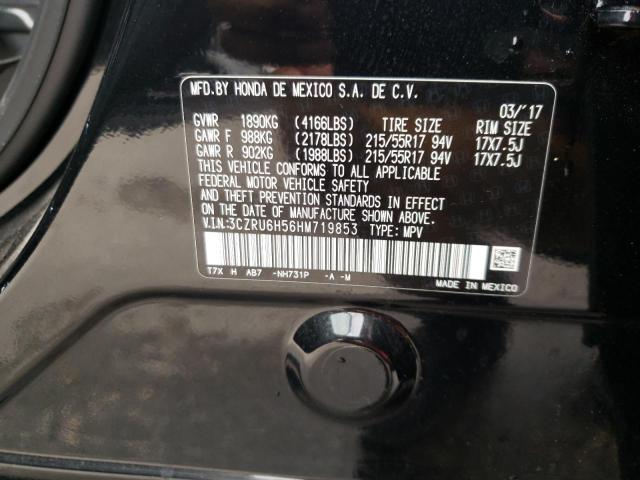 MFD.BY HONDA DE MEXICO S.A. DE C.V.
03/'17
GVWR 1890KG (4166LBS) TIRE SIZE RIM SIZE
GAWR F 988KG (2178LBS) 215/55R17 94V 17X7.5J
GAWR R 902KG (1988LBS) 215/55R17 94V 17X7.5J
THIS VEHICLE CONFORMS TO ALL APPLICABLE
FEDERAL MOTOR VEHICLE SAFETY
AND THEFT PREVENTION STANDARDS IN EFFECT
ON THE DATE OF MANUFACTURE SHOWN ABOVE.
V.I.N:3CZRU6H56HM719853 TYPE: MPV
T7X H AB7 -NH731P -A -M
MADE IN MEXICO